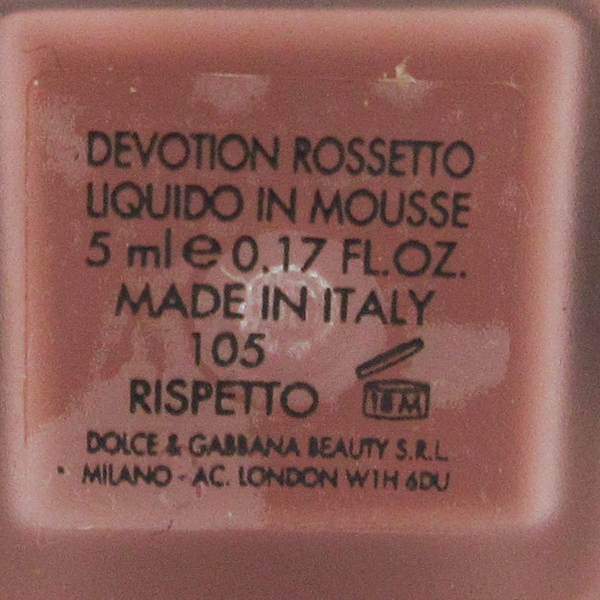 DEVOTION ROSSETTO
LIQUIDO IN MOUSSE
5 ml e 0.17 FL.OZ.
MADE IN ITALY
105
RISPETTO
18 M
DOLCE & GABBANA BEAUTY S.R.L.
MILANO - AC. LONDON W1H 6DU